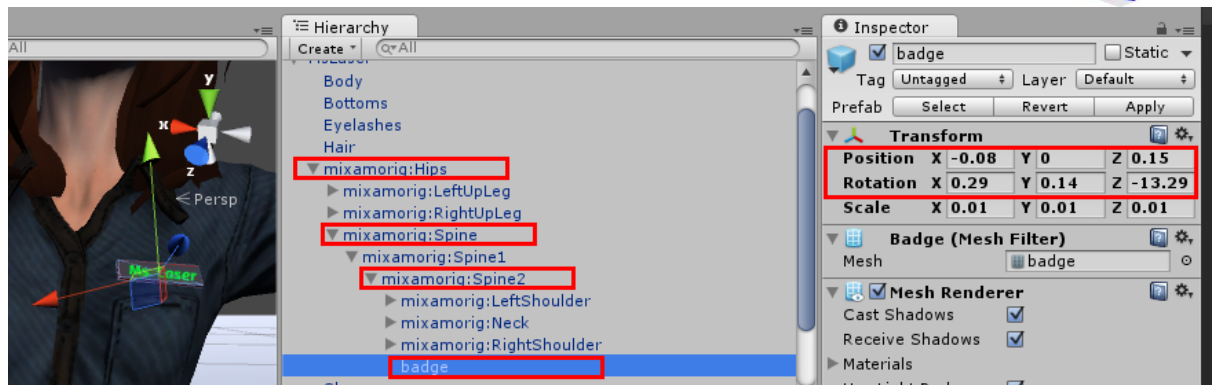 All
y
x
z
< Persp
Ms Laser
Hierarchy
Create
All
Body
Bottoms
Eyelashes
Hair
mixamorig:Hips
mixamorig:LeftUpLeg
mixamorig:RightUpLeg
mixamorig:Spine
mixamorig:Spine1
mixamorig:Spine2
mixamorig:LeftShoulder
mixamorig:Neck
mixamorig:RightShoulder
badge
Inspector
badge Static
Tag Untagged Layer Default
Prefab Select Revert Apply
Transform
Position X -0.08 Y 0 Z 0.15
Rotation X 0.29 Y 0.14 Z -13.29
Scale X 0.01 Y 0.01 Z 0.01
Badge (Mesh Filter)
Mesh badge
Mesh Renderer
Cast Shadows
Receive Shadows
Materials